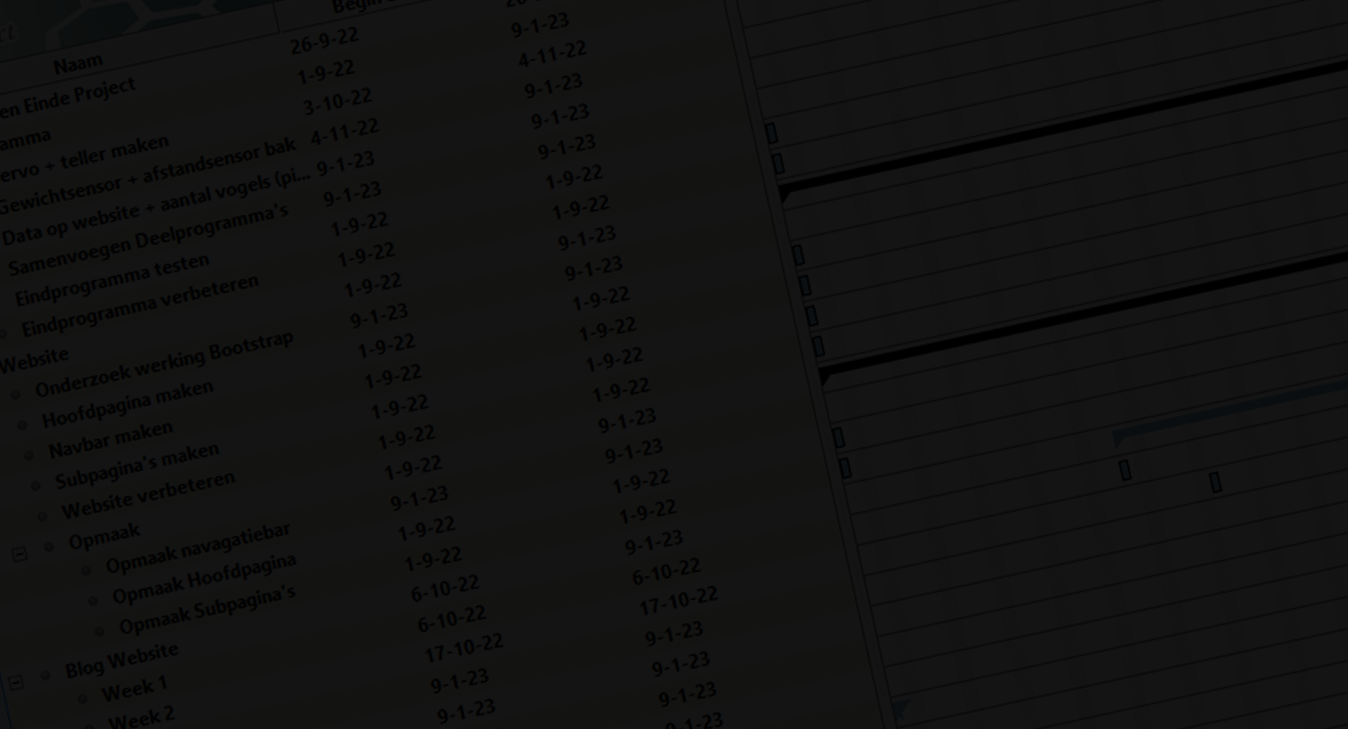 Naam
en Einde Project 26-9-22
amma 1-9-22 9-1-23
ervo + teller maken 3-10-22 4-11-22
Gewichtsensor + afstandsensor bak 4-11-22 9-1-23
Data op website + aantal vogels (pi... 9-1-23 9-1-23
Samenvoegen Deelprogramma's 9-1-23 9-1-23
Eindprogramma testen 1-9-22 1-9-22
Eindprogramma verbeteren 1-9-22 1-9-22
Website 1-9-22 9-1-23
Onderzoek werking Bootstrap 9-1-23 9-1-23
Hoofdpagina maken 1-9-22 1-9-22
Navbar maken 1-9-22 1-9-22
Subpagina's maken 1-9-22 1-9-22
Website verbeteren 1-9-22 1-9-22
Opmaak 1-9-22 9-1-23
Opmaak navagatiebar 9-1-23 9-1-23
Opmaak Hoofdpagina 1-9-22 1-9-22
Opmaak Subpagina's 1-9-22 1-9-22
Blog Website 6-10-22 9-1-23
Week 1 6-10-22 6-10-22
Week 2 17-10-22 17-10-22
9-1-23 9-1-23
9-1-23 9-1-23
9-1-23
9-1-23